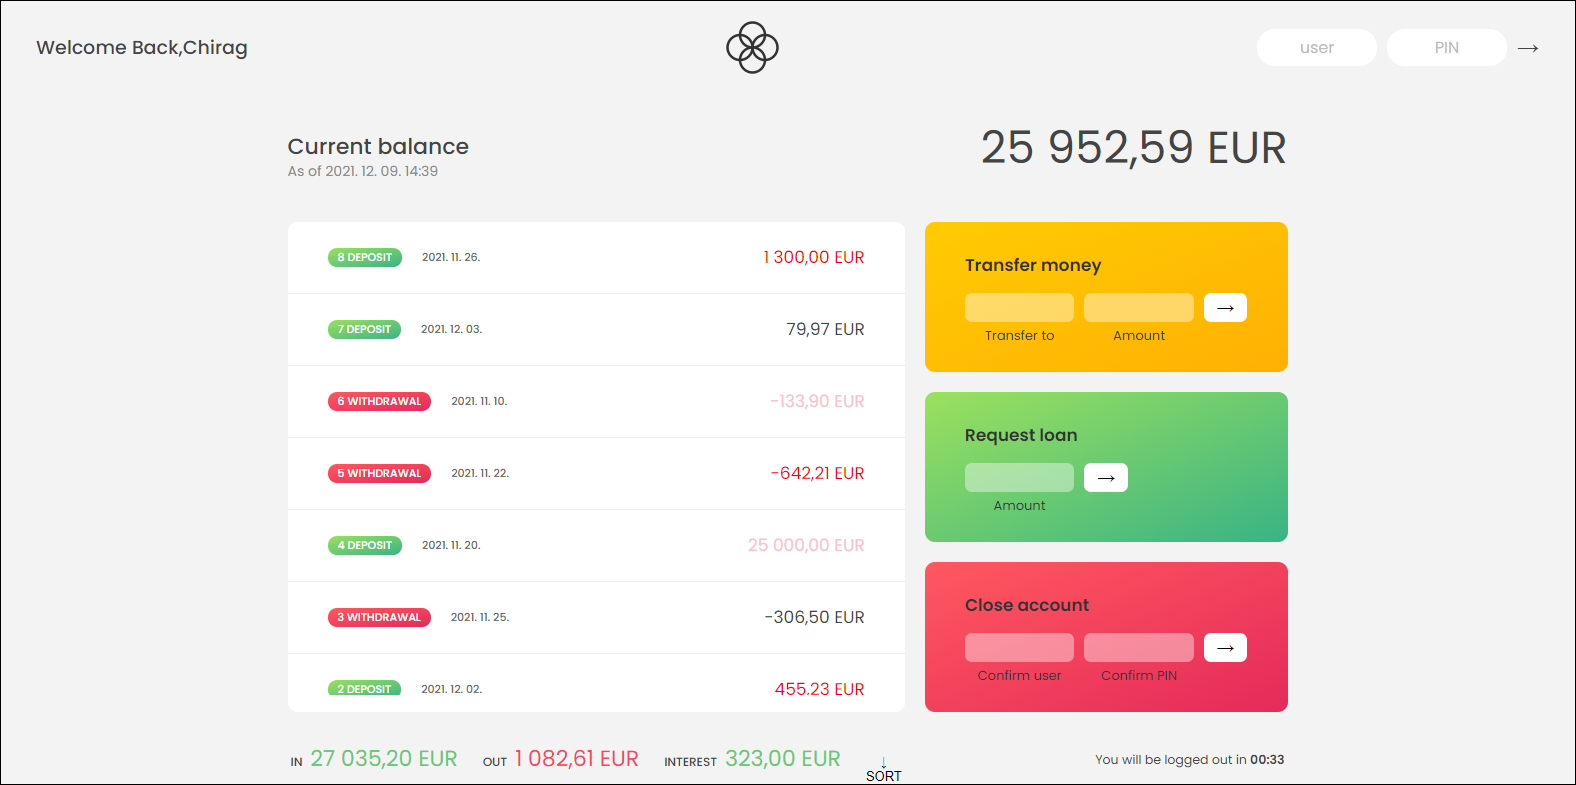 Welcome Back,Chirag
user
PIN
→
Current balance
25 952,59 EUR
As of 2021. 12. 09. 14:39
8 DEPOSIT 2021. 11. 26. 1 300,00 EUR
7 DEPOSIT 2021. 12. 03. 79,97 EUR
6 WITHDRAWAL 2021. 11. 10. -133,90 EUR
5 WITHDRAWAL 2021. 11. 22. -642,21 EUR
4 DEPOSIT 2021. 11. 20. 25 000,00 EUR
3 WITHDRAWAL 2021. 11. 25. -306,50 EUR
2 DEPOSIT 2021. 12. 02. 455,23 EUR
Transfer money
→
Transfer to Amount
Request loan
→
Amount
Close account
→
Confirm user Confirm PIN
IN 27 035,20 EUR OUT 1 082,61 EUR INTEREST 323,00 EUR
↓ SORT
You will be logged out in 00:33